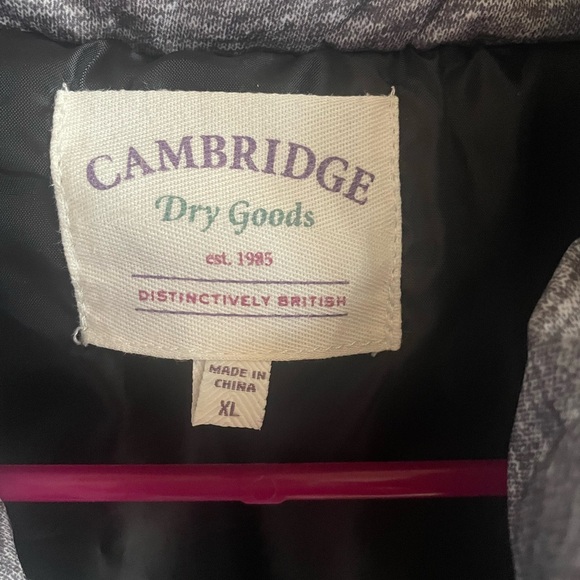 CAMBRIDGE
Dry Goods
est. 1985
DISTINCTIVELY BRITISH
MADE IN
CHINA
XL